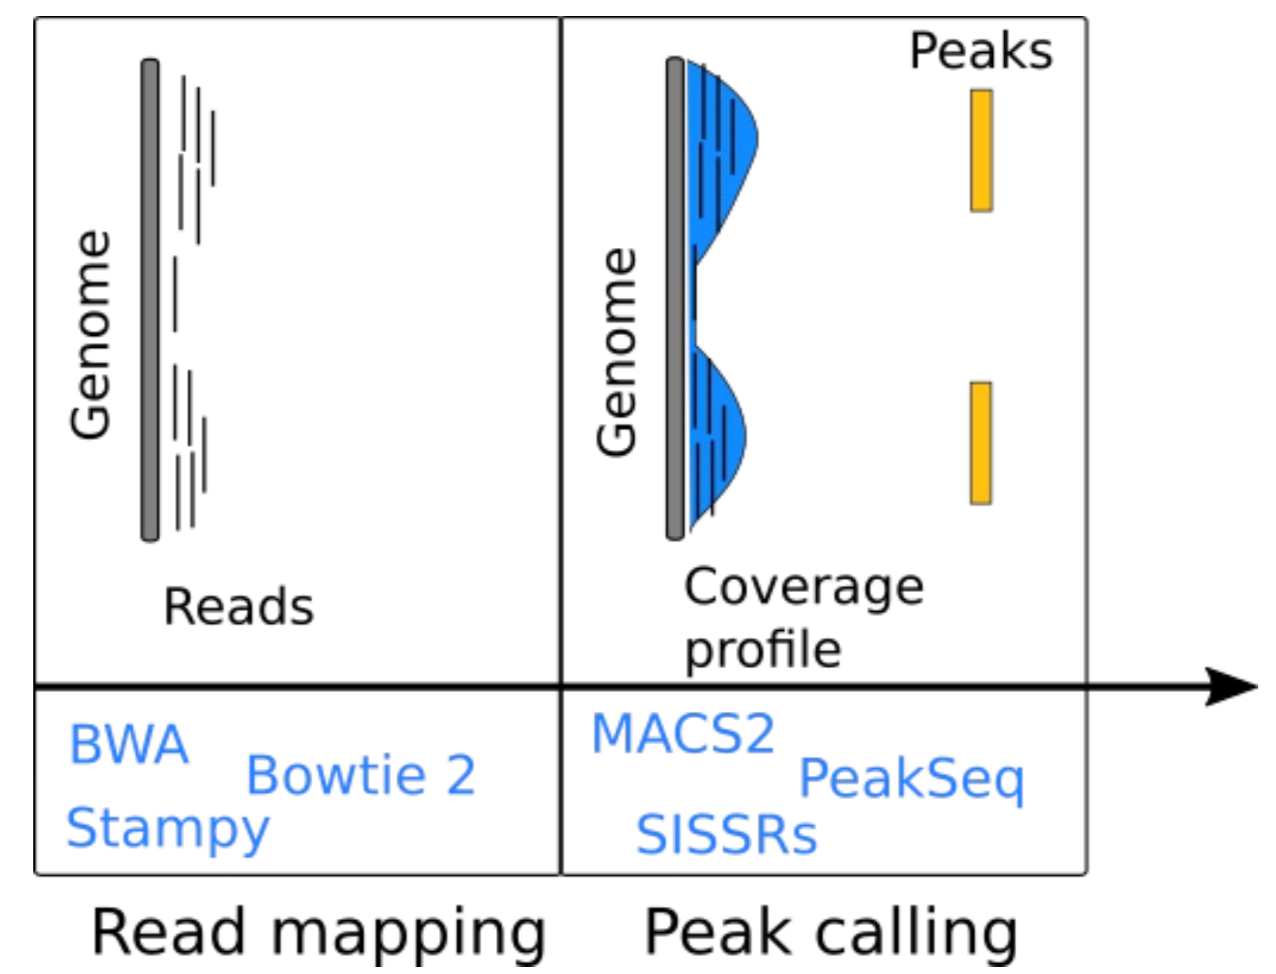 Genome
Reads
Peaks
Genome
Coverage
profile
BWA
Bowtie 2
Stampy
MACS2
PeakSeq
SISSRs
Read mapping
Peak calling